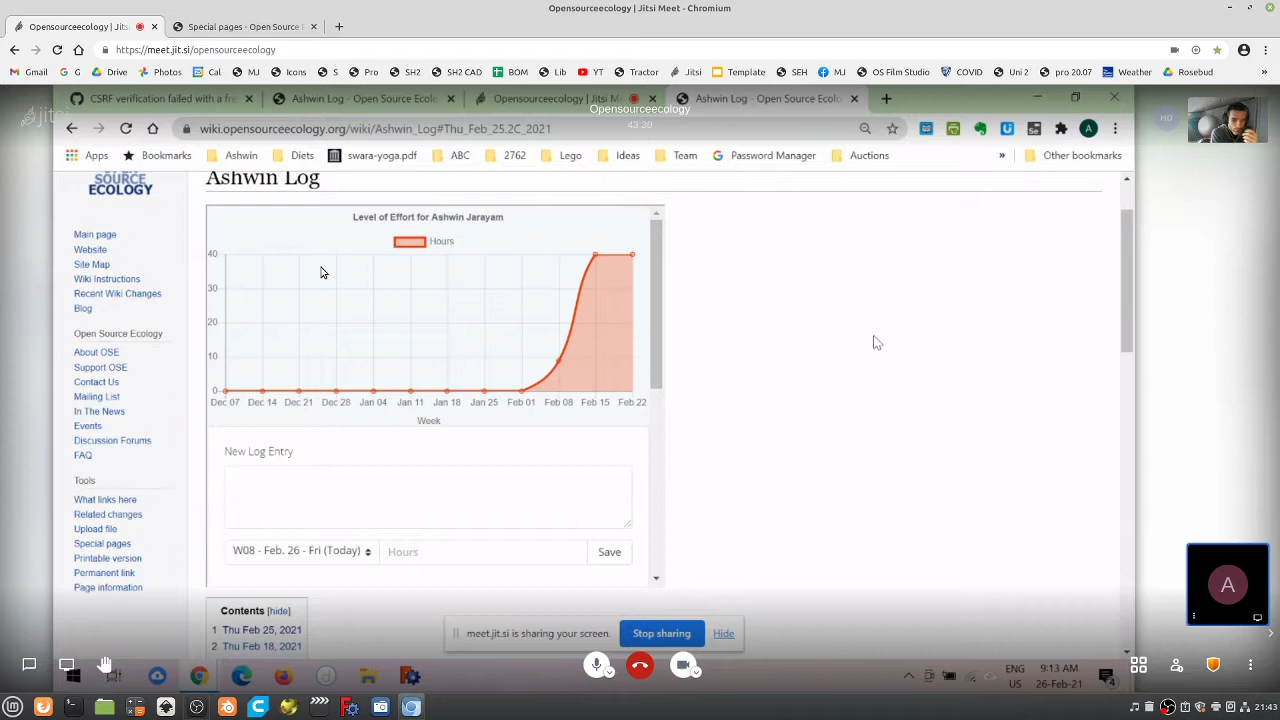 Opensourceecology | Jitsi Meet - Chromium
Opensourceecology | Jits
Special pages - Open Source E
https://meet.jit.si/opensourceecology
Gmail G Drive Photos Cal MJ Icons S Pro SH2 SH2 CAD BOM Lib YT Tractor Jitsi Template SEH MJ OS Film Studio COVID Uni 2 pro 20.07 Weather Rosebud »
CSRF verification failed with a fre
Ashwin Log - Open Source Ecolo
Opensourceecology | Jitsi M
Ashwin Log - Open Source Ecolo
Opensourceecology
43:20
jitsi
HD
wiki.opensourceecology.org/wiki/Ashwin_Log#Thu_Feb_25.2C_2021
A
Apps Bookmarks Ashwin Diets swara-yoga.pdf ABC 2762 Lego Ideas Team Password Manager Auctions » Other bookmarks
SOURCE
ECOLOGY
Main page
Website
Site Map
Wiki Instructions
Recent Wiki Changes
Blog
Open Source Ecology
About OSE
Support OSE
Contact Us
Mailing List
In The News
Events
Discussion Forums
FAQ
Tools
What links here
Related changes
Upload file
Special pages
Printable version
Permanent link
Page information
Ashwin Log
Level of Effort for Ashwin Jarayam
Hours
40
30
20
10
0
Dec 07 Dec 14 Dec 21 Dec 28 Jan 04 Jan 11 Jan 18 Jan 25 Feb 01 Feb 08 Feb 15 Feb 22
Week
New Log Entry
W08 - Feb. 26 - Fri (Today)
Hours
Save
Contents [hide]
1 Thu Feb 25, 2021
2 Thu Feb 18, 2021
meet.jit.si is sharing your screen.
Stop sharing
Hide
A
ENG
US
9:13 AM
26-Feb-21
4
21:43